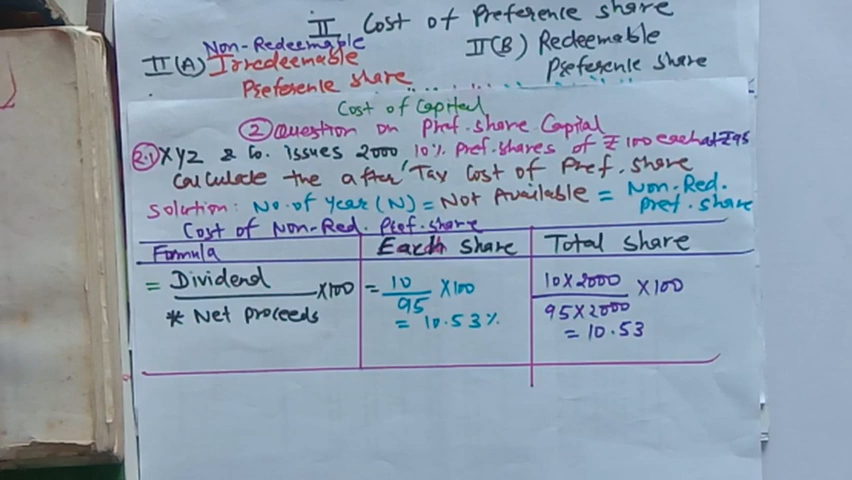 II Cost of Preference share
Non-Redeemable
II(A) Irredeemable
Preference share
II(B) Redeemable
Preference share
Cost of Capital
② Question on Pref. share Capital
2.1 XYZ & Co. issues 2000, 10% Pref. shares of ₹100 each at ₹95
Calculate the after Tax Cost of Pref. share
Solution: No. of Year (N) = Not Available = Non-Red.
Pref. share
Cost of Non-Red. Pref. share
Formula Each share Total share
= Dividend / * Net proceeds ×100
= 10 / 95 ×100
= 10.53%
10×2000 / 95×2000 ×100
= 10.53